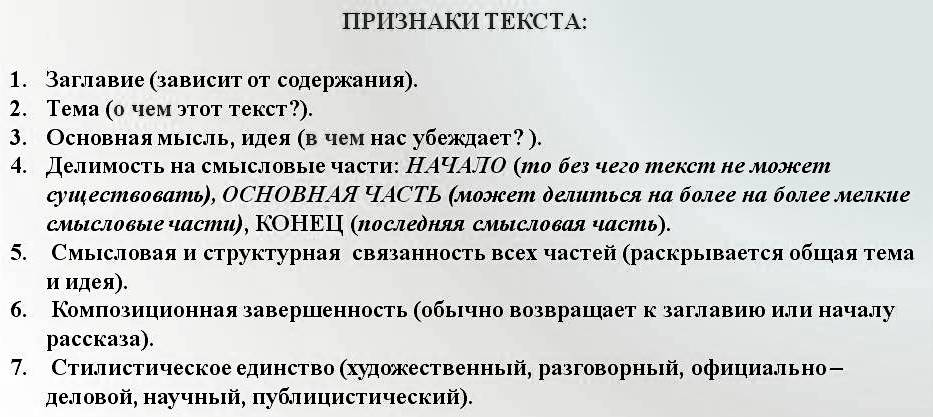 ПРИЗНАКИ ТЕКСТА:
1. Заглавие (зависит от содержания).
2. Тема (о чем этот текст?).
3. Основная мысль, идея (в чем нас убеждает? ).
4. Делимость на смысловые части: НАЧАЛО (то без чего текст не может
существовать), ОСНОВНАЯ ЧАСТЬ (может делиться на более на более мелкие
смысловые части), КОНЕЦ (последняя смысловая часть).
5. Смысловая и структурная связанность всех частей (раскрывается общая тема
и идея).
6. Композиционная завершенность (обычно возвращает к заглавию или началу
рассказа).
7. Стилистическое единство (художественный, разговорный, официально–
деловой, научный, публицистический).